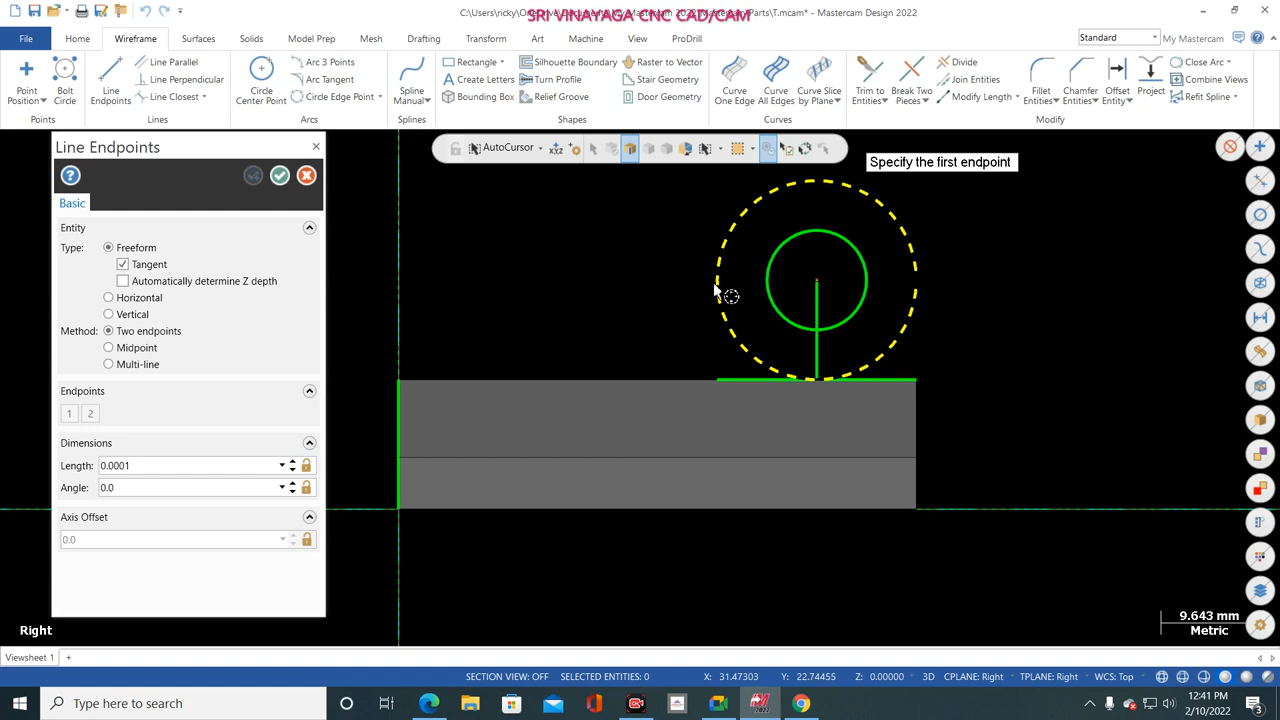 C:\Users\ricky\OneDrive\Documents\My Mastercam 2022\Mastercam\Parts\T.mcam* - Mastercam Design 2022
SRI VINAYAGA CNC CAD/CAM
File Home Wireframe Surfaces Solids Model Prep Mesh Drafting Transform Art Machine View ProDrill Standard My Mastercam
Line Parallel Arc 3 Points Rectangle Silhouette Boundary Raster to Vector Divide Close Arc
Line Perpendicular Arc Tangent Create Letters Turn Profile Stair Geometry Join Entities Combine Views
Line Closest Circle Edge Point Bounding Box Relief Groove Door Geometry Modify Length Refit Spline
Point Position Bolt Circle Line Endpoints Circle Center Point Spline Manual Curve One Edge Curve All Edges Curve Slice by Plane Trim to Entities Break Two Pieces Fillet Entities Chamfer Entities Offset Entity Project
Points Lines Arcs Splines Shapes Curves Modify
Line Endpoints
AutoCursor
Specify the first endpoint
Basic
Entity
Type: Freeform
Tangent
Automatically determine Z depth
Horizontal
Vertical
Method: Two endpoints
Midpoint
Multi-line
Endpoints
1 2
Dimensions
Length: 0.0001
Angle: 0.0
Axis Offset
0.0
Right
9.643 mm
Metric
Viewsheet 1 +
SECTION VIEW: OFF SELECTED ENTITIES: 0 X: 31.47303 Y: 22.74455 Z: 0.00000 3D CPLANE: Right TPLANE: Right WCS: Top
Type here to search
12:41 PM
2/10/2022
3